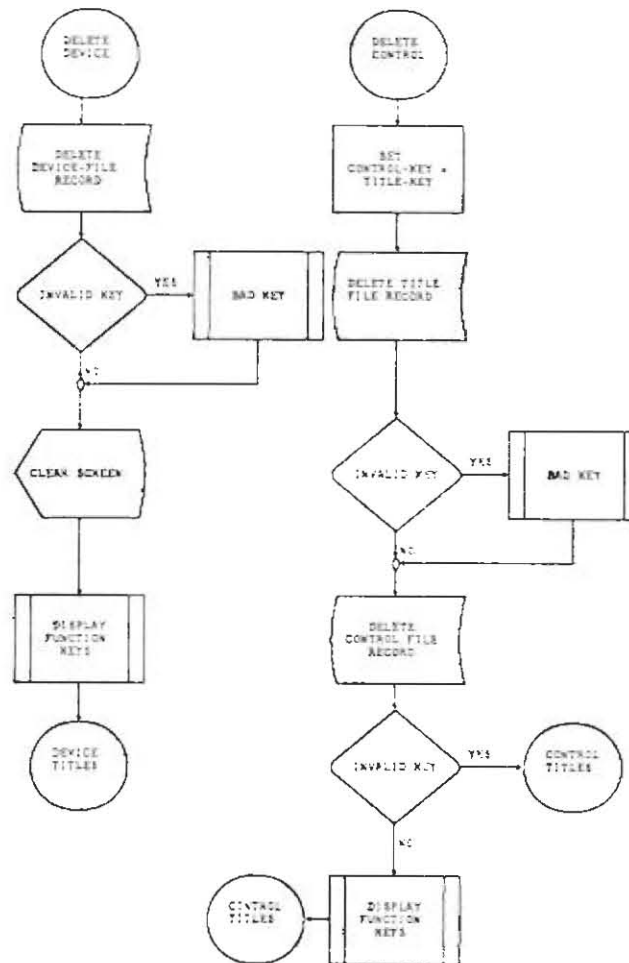 DELETE
DEVICE
DELETE
DEVICE-FILE
RECORD
INVALID KEY
YES
BAD KEY
NO
CLEAR SCREEN
DISPLAY
FUNCTION
KEYS
DEVICE
TITLES
DELETE
CONTROL
SET
CONTROL-KEY
TITLE-KEY
DELETE TITLE
FILE RECORD
INVALID KEY
YES
BAD KEY
NO
DELETE
CONTROL FILE
RECORD
INVALID KEY
YES
CONTROL
TITLES
NO
DISPLAY
FUNCTION
KEYS
CONTROL
TITLES